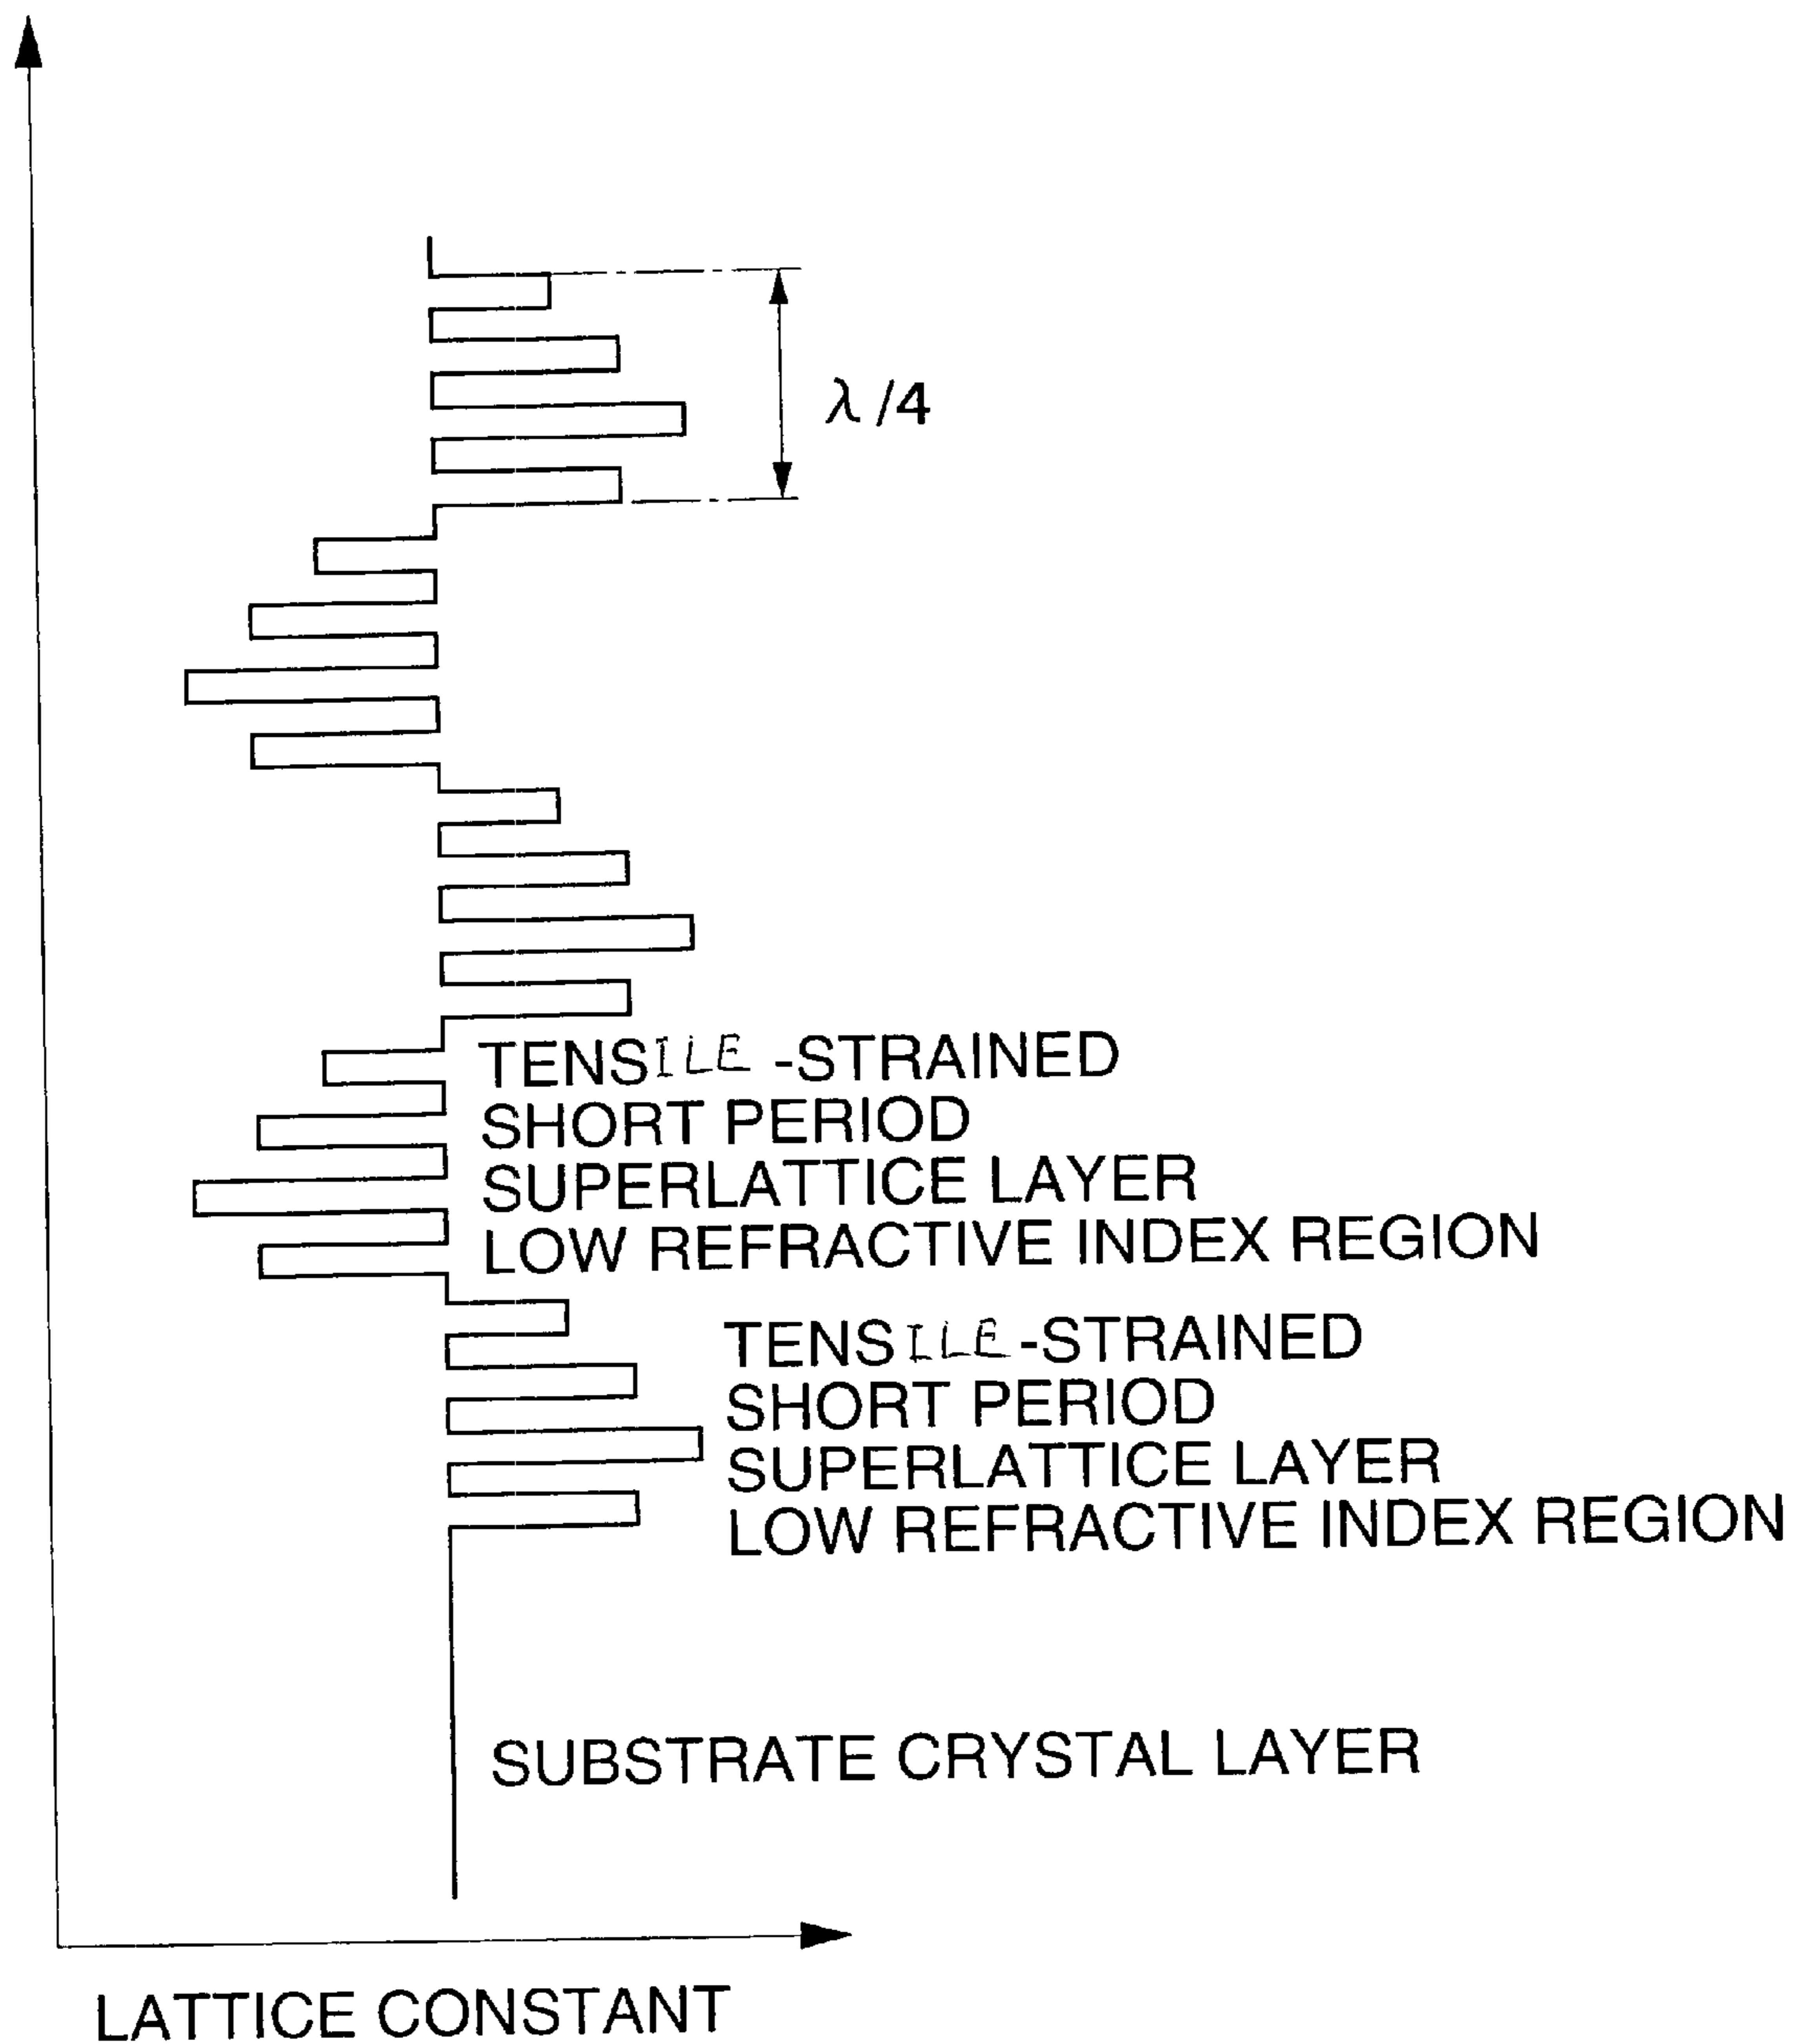 λ/4
TENSILE-STRAINED
SHORT PERIOD
SUPERLATTICE LAYER
LOW REFRACTIVE INDEX REGION
TENSILE-STRAINED
SHORT PERIOD
SUPERLATTICE LAYER
LOW REFRACTIVE INDEX REGION
SUBSTRATE CRYSTAL LAYER
LATTICE CONSTANT